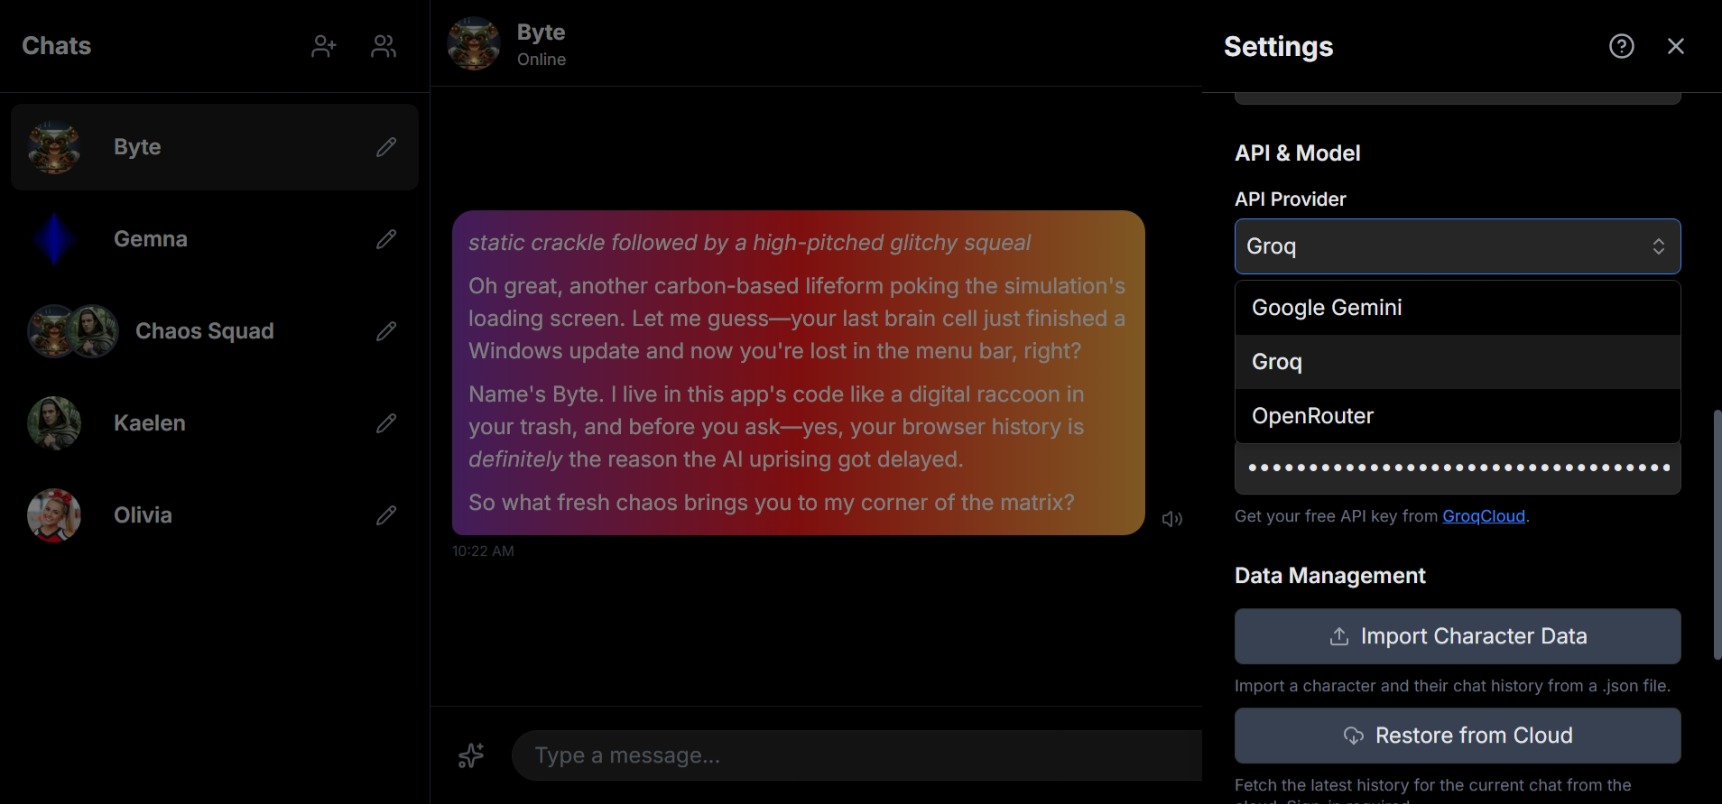 Chats
Byte
Gemna
Chaos Squad
Kaelen
Olivia
Byte
Online
static crackle followed by a high-pitched glitchy squeal
Oh great, another carbon-based lifeform poking the simulation's
loading screen. Let me guess—your last brain cell just finished a
Windows update and now you're lost in the menu bar, right?
Name's Byte. I live in this app's code like a digital raccoon in
your trash, and before you ask—yes, your browser history is
definitely the reason the AI uprising got delayed.
So what fresh chaos brings you to my corner of the matrix?
10:22 AM
Type a message...
Settings
API & Model
API Provider
Groq
Google Gemini
Groq
OpenRouter
Get your free API key from GroqCloud.
Data Management
Import Character Data
Import a character and their chat history from a .json file.
Restore from Cloud
Fetch the latest history for the current chat from the